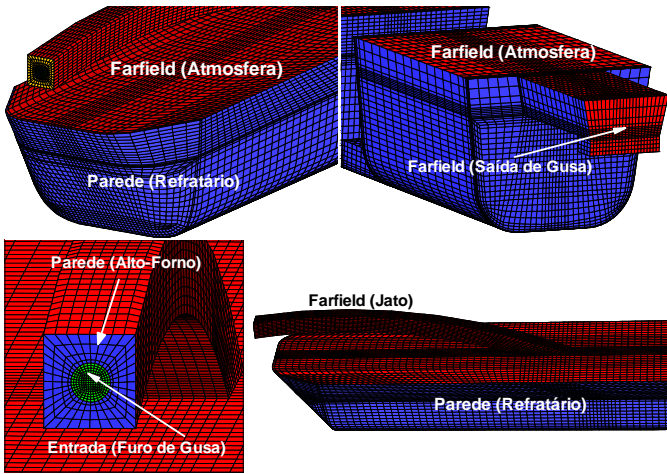 Farfield (Atmosfera)
Parede (Refratário)
Farfield (Atmosfera)
Farfield (Saída de Gusa)
Parede (Alto-Forno)
Entrada (Furo de Gusa)
Farfield (Jato)
Parede (Refratário)